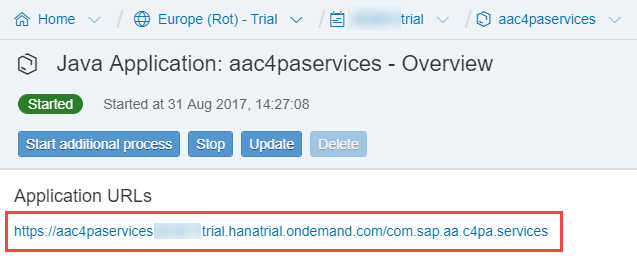 Home / Europe (Rot) - Trial / trial / aac4paservices
Java Application: aac4paservices - Overview
Started Started at 31 Aug 2017, 14:27:08
Start additional process Stop Update Delete
Application URLs
https://aac4paservices trial.hanatrial.ondemand.com/com.sap.aa.c4pa.services